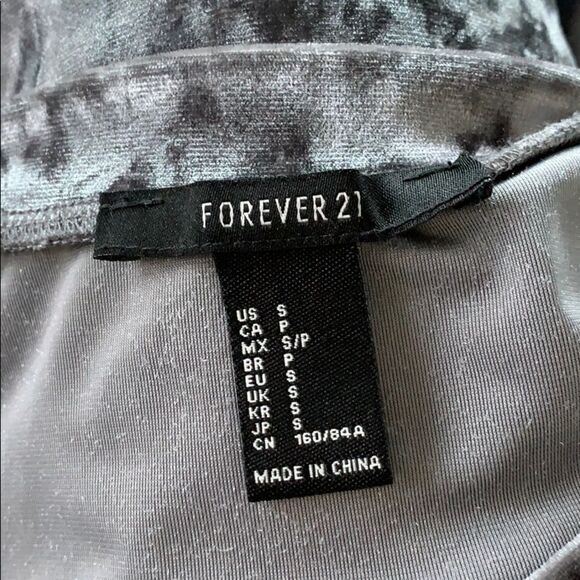 FOREVER 21
US S
CA P
MX S/P
BR P
EU S
UK S
KR S
JP S
CN 160/84A
MADE IN CHINA